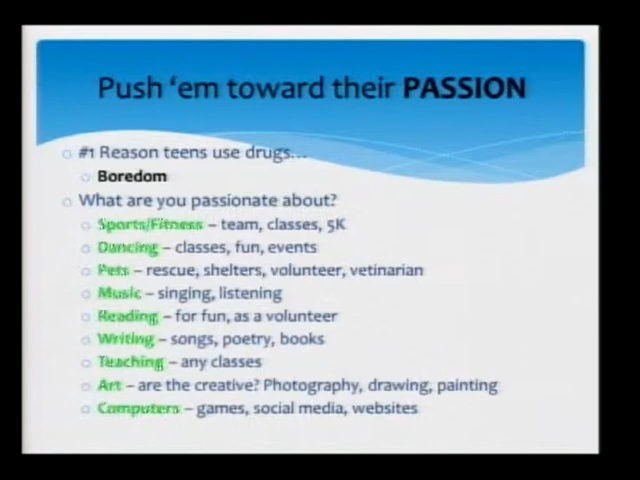 Push 'em toward their PASSION
#1 Reason teens use drugs...
Boredom
What are you passionate about?
Sports/Fitness – team, classes, 5K
Dancing – classes, fun, events
Pets – rescue, shelters, volunteer, vetinarian
Music – singing, listening
Reading – for fun, as a volunteer
Writing – songs, poetry, books
Teaching – any classes
Art – are the creative? Photography, drawing, painting
Computers – games, social media, websites